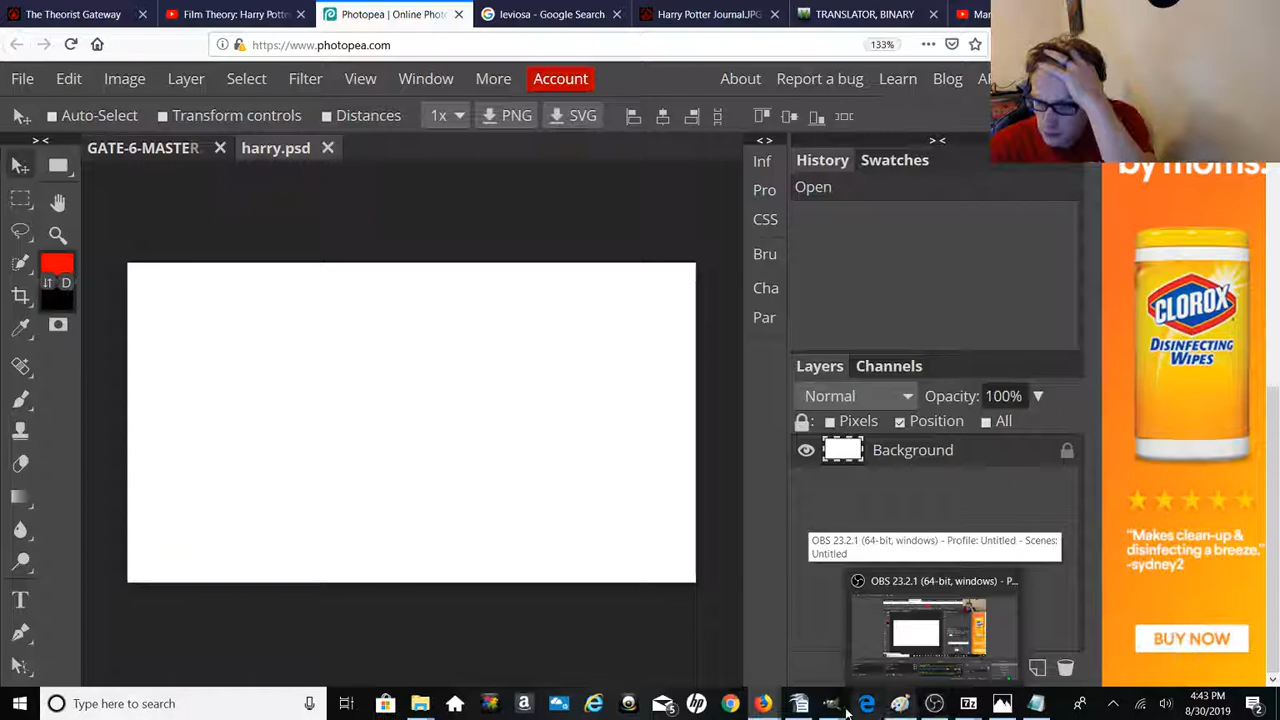 The Theorist Gateway
Film Theory: Harry Potter
Photopea | Online Photo
leviosa - Google Search
Harry Potter Journal.JPG
TRANSLATOR, BINARY
https://www.photopea.com
133%
File Edit Image Layer Select Filter View Window More Account About Report a bug Learn Blog
Auto-Select Transform controls Distances 1x PNG SVG
GATE-6-MASTER
harry.psd
Inf
Pro
CSS
Bru
Cha
Par
History Swatches
Open
D
Layers Channels
Normal Opacity: 100%
Pixels Position All
Background
OBS 23.2.1 (64-bit, windows) - Profile: Untitled - Scenes:
Untitled
OBS 23.2.1 (64-bit, windows) - P...
by moms.
CLOROX
DISINFECTING
WIPES
"Makes clean-up &
disinfecting a breeze."
-sydney2
BUY NOW
Type here to search
4:43 PM
8/30/2019